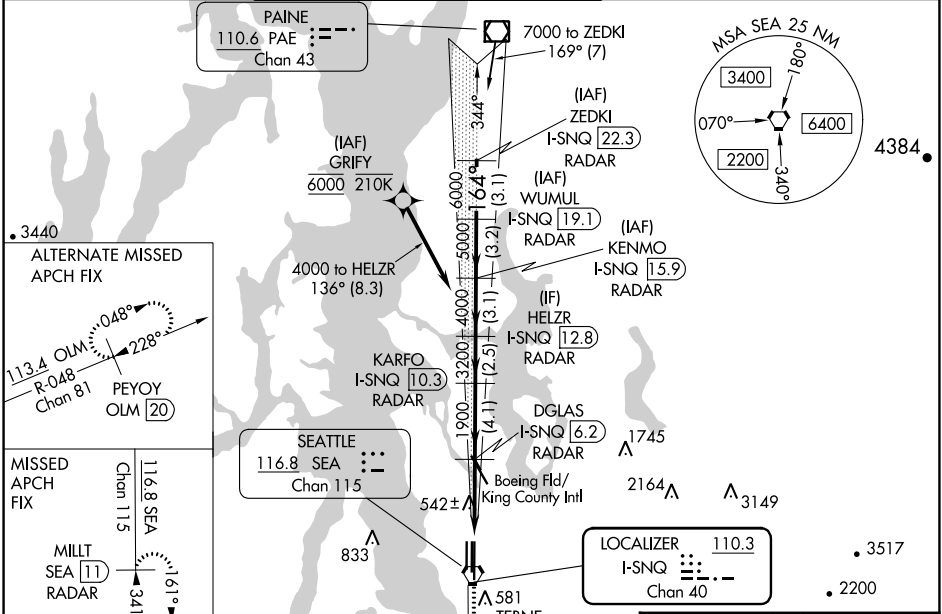 PAINE
110.6 PAE
Chan 43
7000 to ZEDKI
169° (7)
MSA SEA 25 NM
3400
180°
070°
6400
2200
340°
4384
344°
(IAF)
ZEDKI
I-SNQ 22.3
RADAR
6000
164°
(3.1)
(IAF)
GRIFY
6000 210K
(IAF)
WUMUL
I-SNQ 19.1
RADAR
5000
(3.2)
(IAF)
KENMO
I-SNQ 15.9
RADAR
3440
4000 to HELZR
136° (8.3)
4000
(3.1)
(IF)
HELZR
I-SNQ 12.8
RADAR
ALTERNATE MISSED
APCH FIX
048°
228°
113.4 OLM
R-048
Chan 81
PEYOY
OLM 20
KARFO
I-SNQ 10.3
RADAR
3200
(2.5)
1900
(4.1)
DGLAS
I-SNQ 6.2
RADAR
1745
SEATTLE
116.8 SEA
Chan 115
Boeing Fld/
King County Intl
2164
3149
542±
833
MISSED
APCH
FIX
116.8 SEA
Chan 115
MILLT
SEA 11
RADAR
341
161°
LOCALIZER 110.3
I-SNQ
Chan 40
3517
2200
581